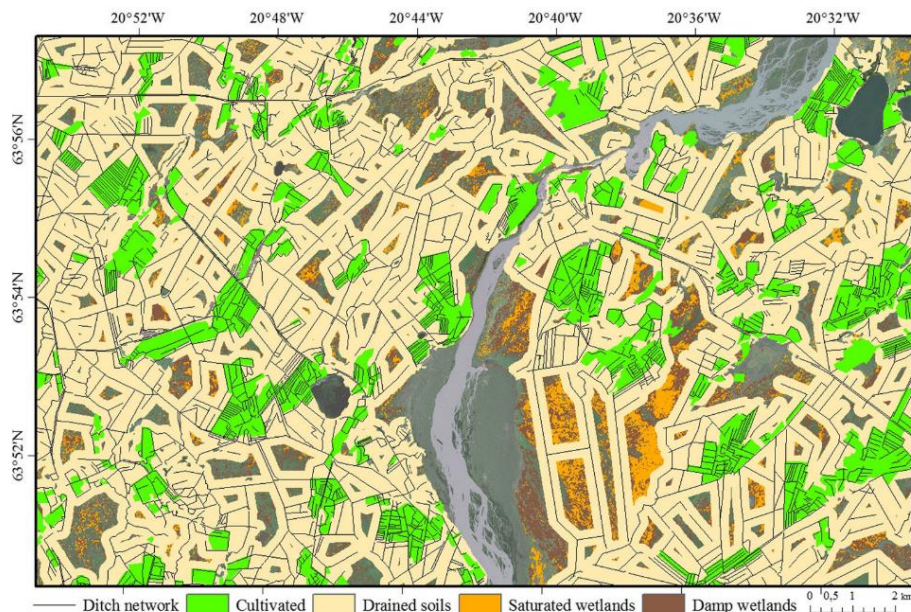 20°52'W 20°48'W 20°44'W 20°40'W 20°36'W 20°32'W
63°56'N
63°54'N
63°52'N
Ditch network Cultivated Drained soils Saturated wetlands Damp wetlands 0 0,5 1 2 km